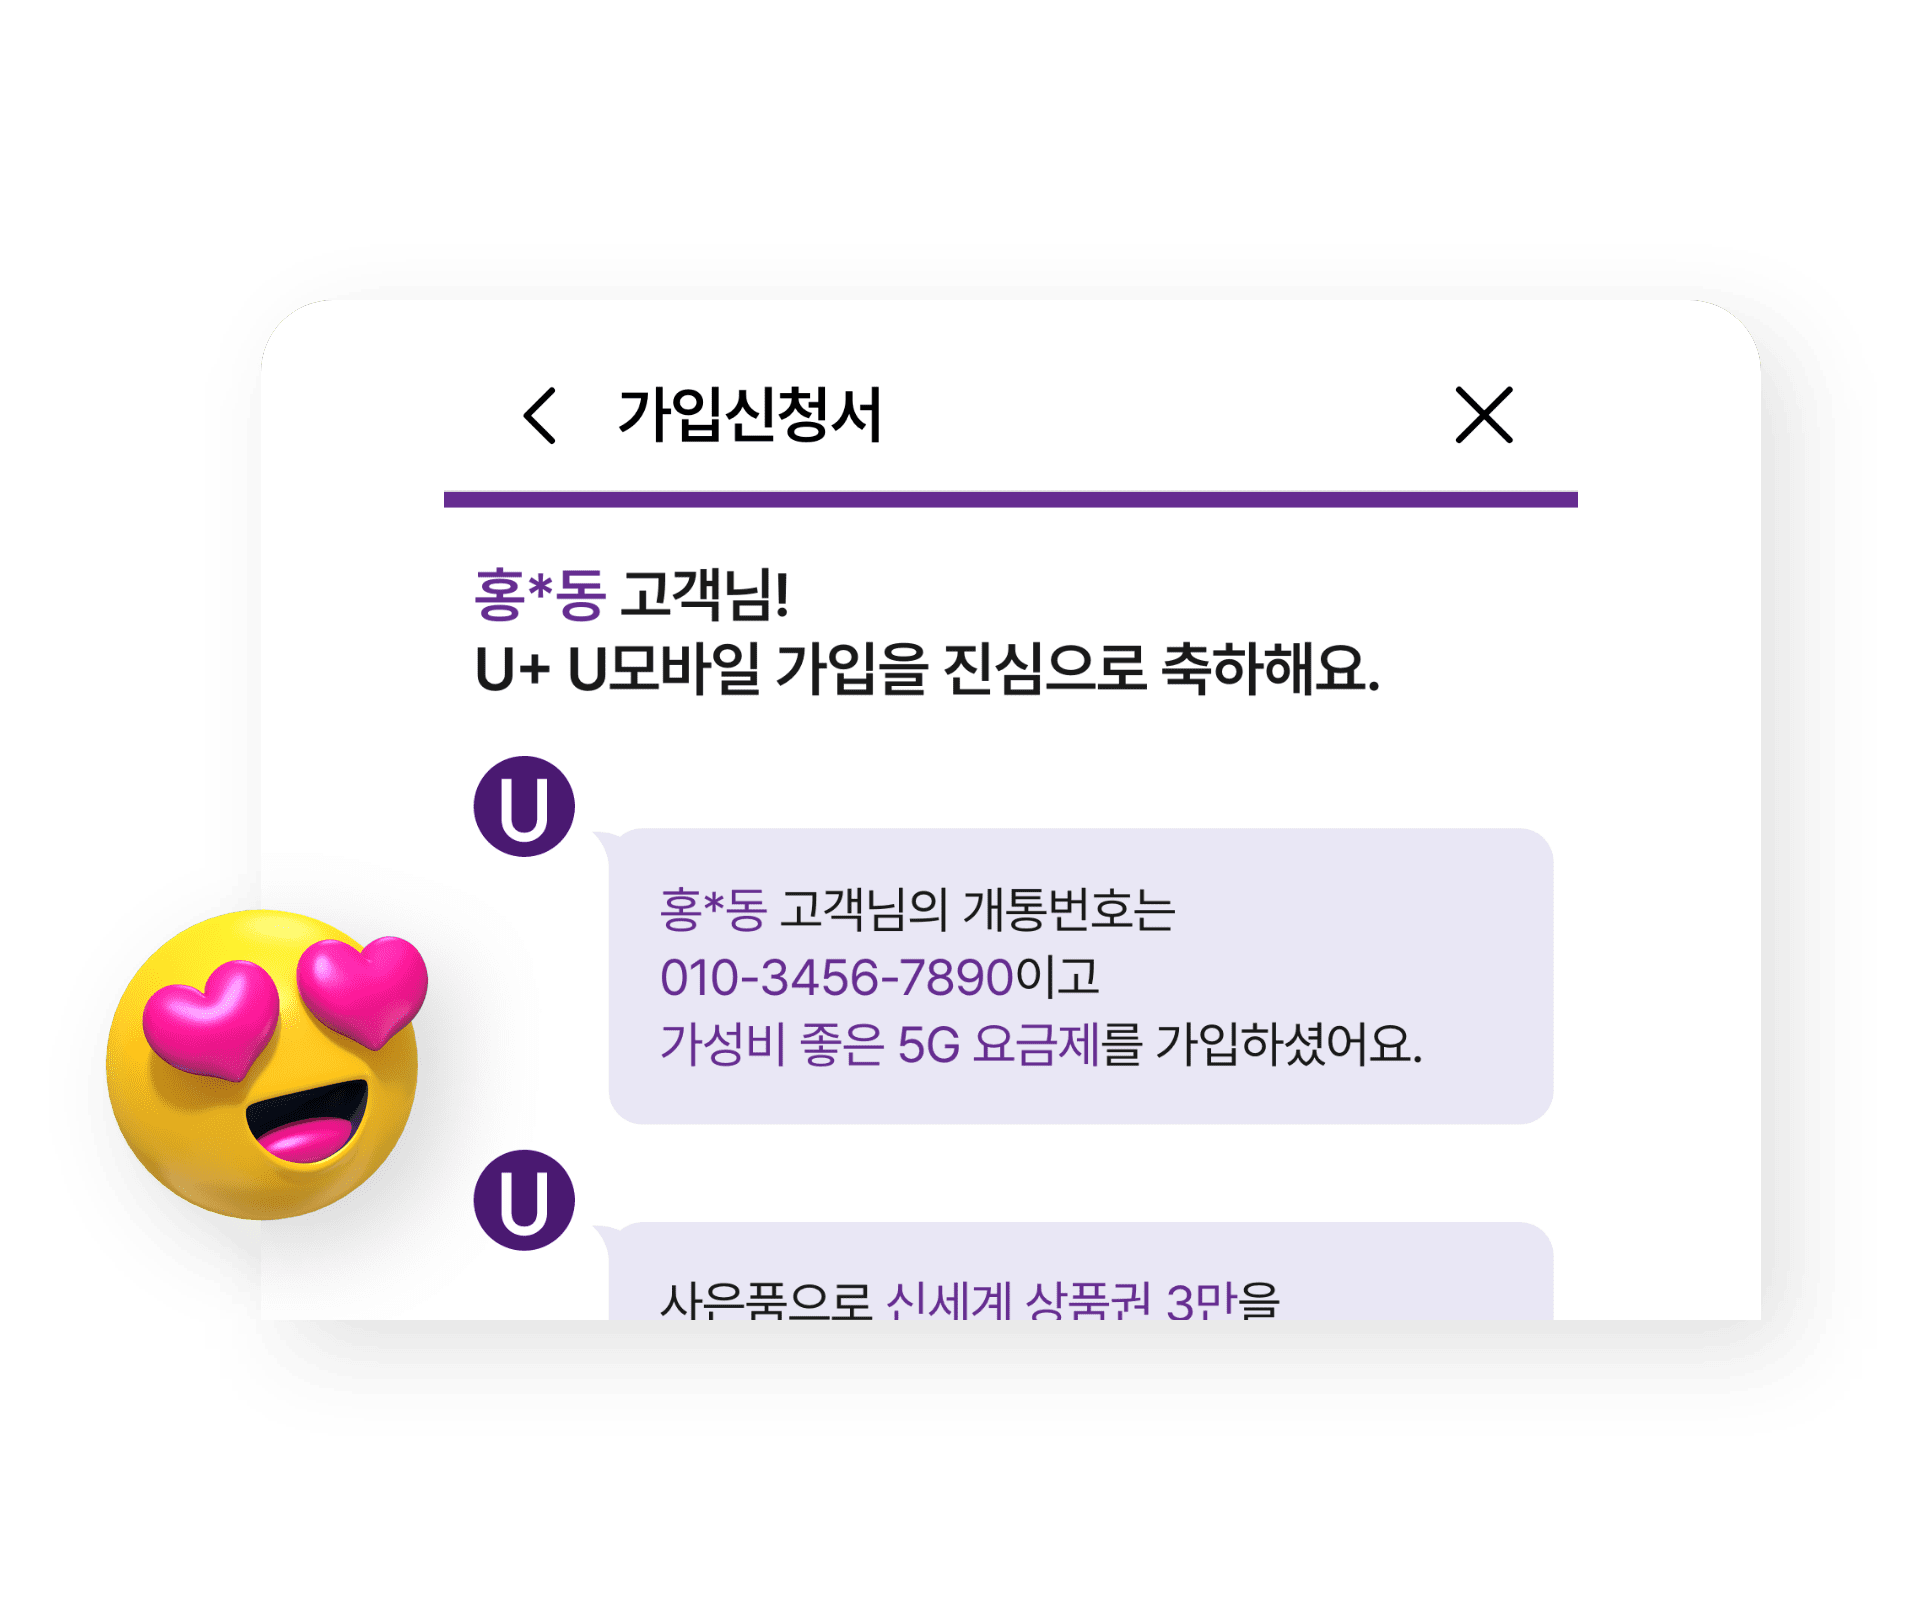 가입신청서
홍*동 고객님!
U+ U모바일 가입을 진심으로 축하해요.
U
홍*동 고객님의 개통번호는
010-3456-7890이고
가성비 좋은 5G 요금제를 가입하셨어요.
U
사은품으로 신세계 상품권 3만을